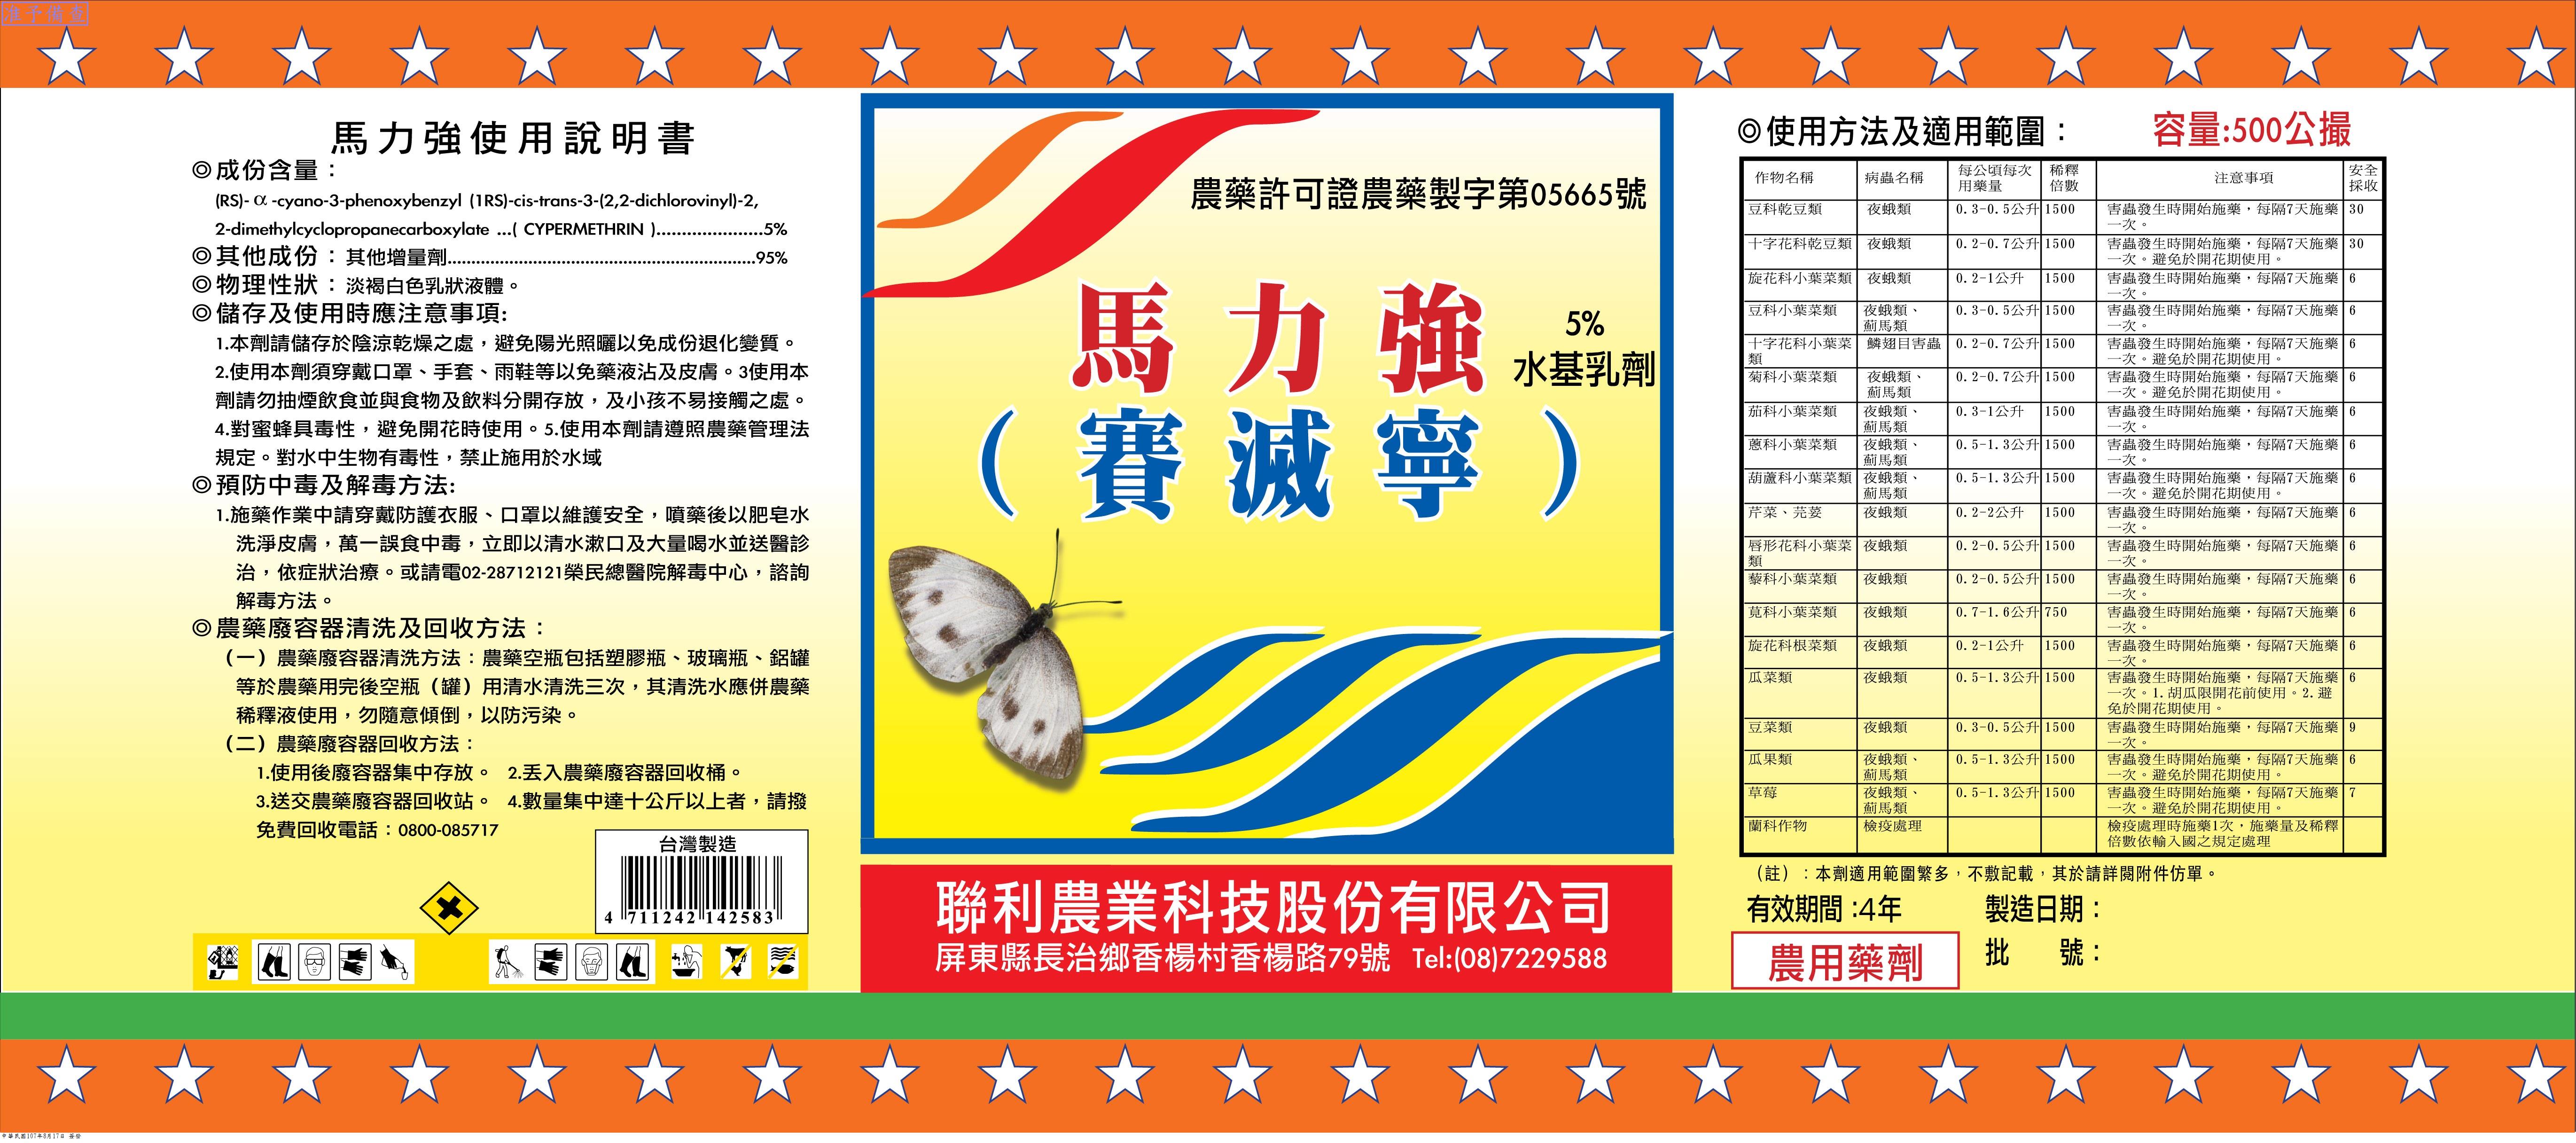 准予備查
馬力強使用說明書
◎成份含量：
(RS)-α-cyano-3-phenoxybenzyl (1RS)-cis-trans-3-(2,2-dichlorovinyl)-2,
2-dimethylcyclopropanecarboxylate ...( CYPERMETHRIN ).....................5%
◎其他成份：其他增量劑..............................................................95%
◎物理性狀：淡褐白色乳狀液體。
◎儲存及使用時應注意事項:
1.本劑請儲存於陰涼乾燥之處，避免陽光照曬以免成份退化變質。
2.使用本劑須穿戴口罩、手套、雨鞋等以免藥液沾及皮膚。3使用本
劑請勿抽煙飲食並與食物及飲料分開存放，及小孩不易接觸之處。
4.對蜜蜂具毒性，避免開花時使用。5.使用本劑請遵照農藥管理法
規定。對水中生物有毒性，禁止施用於水域
◎預防中毒及解毒方法:
1.施藥作業中請穿戴防護衣服、口罩以維護安全，噴藥後以肥皂水
洗淨皮膚，萬一誤食中毒，立即以清水漱口及大量喝水並送醫診
治，依症狀治療。或請電02-28712121榮民總醫院解毒中心，諮詢
解毒方法。
◎農藥廢容器清洗及回收方法：
（一）農藥廢容器清洗方法：農藥空瓶包括塑膠瓶、玻璃瓶、鋁罐
等於農藥用完後空瓶（罐）用清水清洗三次，其清洗水應併農藥
稀釋液使用，勿隨意傾倒，以防污染。
（二）農藥廢容器回收方法：
1.使用後廢容器集中存放。 2.丟入農藥廢容器回收桶。
3.送交農藥廢容器回收站。 4.數量集中達十公斤以上者，請撥
免費回收電話：0800-085717
台灣製造
4 711242 142583
農藥許可證農藥製字第05665號
馬力強
5%
水基乳劑
（賽滅寧）
聯利農業科技股份有限公司
屏東縣長治鄉香楊村香楊路79號 Tel:(08)7229588
◎使用方法及適用範圍： 容量:500公撮
作物名稱 病蟲名稱 每公頃每次用藥量 稀釋倍數 注意事項 安全採收
豆科乾豆類 夜蛾類 0.3-0.5公升 1500 害蟲發生時開始施藥，每隔7天施藥一次。 30
十字花科乾豆類 夜蛾類 0.2-0.7公升 1500 害蟲發生時開始施藥，每隔7天施藥一次。避免於開花期使用。 30
旋花科小葉菜類 夜蛾類 0.2-1公升 1500 害蟲發生時開始施藥，每隔7天施藥一次。 6
豆科小葉菜類 夜蛾類、薊馬類 0.3-0.5公升 1500 害蟲發生時開始施藥，每隔7天施藥一次。 6
十字花科小葉菜類 鱗翅目害蟲 0.2-0.7公升 1500 害蟲發生時開始施藥，每隔7天施藥一次。避免於開花期使用。 6
菊科小葉菜類 夜蛾類、薊馬類 0.2-0.7公升 1500 害蟲發生時開始施藥，每隔7天施藥一次。避免於開花期使用。 6
茄科小葉菜類 夜蛾類、薊馬類 0.3-1公升 1500 害蟲發生時開始施藥，每隔7天施藥一次。 6
蔥科小葉菜類 夜蛾類、薊馬類 0.5-1.3公升 1500 害蟲發生時開始施藥，每隔7天施藥一次。 6
葫蘆科小葉菜類 夜蛾類、薊馬類 0.5-1.3公升 1500 害蟲發生時開始施藥，每隔7天施藥一次。避免於開花期使用。 6
芹菜、芫荽 夜蛾類 0.2-2公升 1500 害蟲發生時開始施藥，每隔7天施藥一次。 6
唇形花科小葉菜類 夜蛾類 0.2-0.5公升 1500 害蟲發生時開始施藥，每隔7天施藥一次。 6
藜科小葉菜類 夜蛾類 0.2-0.5公升 1500 害蟲發生時開始施藥，每隔7天施藥一次。 6
莧科小葉菜類 夜蛾類 0.7-1.6公升 750 害蟲發生時開始施藥，每隔7天施藥一次。 6
旋花科根菜類 夜蛾類 0.2-1公升 1500 害蟲發生時開始施藥，每隔7天施藥一次。 6
瓜菜類 夜蛾類 0.5-1.3公升 1500 害蟲發生時開始施藥，每隔7天施藥一次。1.胡瓜限開花前使用。2.避免於開花期使用。 6
豆菜類 夜蛾類 0.3-0.5公升 1500 害蟲發生時開始施藥，每隔7天施藥一次。 9
瓜果類 夜蛾類、薊馬類 0.5-1.3公升 1500 害蟲發生時開始施藥，每隔7天施藥一次。避免於開花期使用。 6
草莓 夜蛾類、薊馬類 0.5-1.3公升 1500 害蟲發生時開始施藥，每隔7天施藥一次。避免於開花期使用。 7
蘭科作物 檢疫處理 檢疫處理時施藥1次，施藥量及稀釋倍數依輸入國之規定處理
（註）：本劑適用範圍繁多，不敷記載，其於請詳閱附件仿單。
有效期間:4年 製造日期：
農用藥劑 批 號：
中華民國107年8月17日 簽發